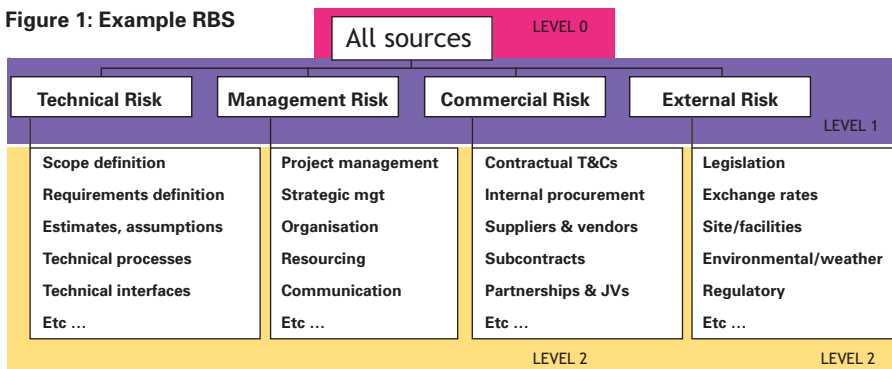 Figure 1: Example RBS
All sources
LEVEL 0
Technical Risk
Management Risk
Commercial Risk
External Risk
LEVEL 1
Scope definition
Requirements definition
Estimates, assumptions
Technical processes
Technical interfaces
Etc ...
Project management
Strategic mgt
Organisation
Resourcing
Communication
Etc ...
Contractual T&Cs
Internal procurement
Suppliers & vendors
Subcontracts
Partnerships & JVs
Etc ...
Legislation
Exchange rates
Site/facilities
Environmental/weather
Regulatory
Etc ...
LEVEL 2
LEVEL 2